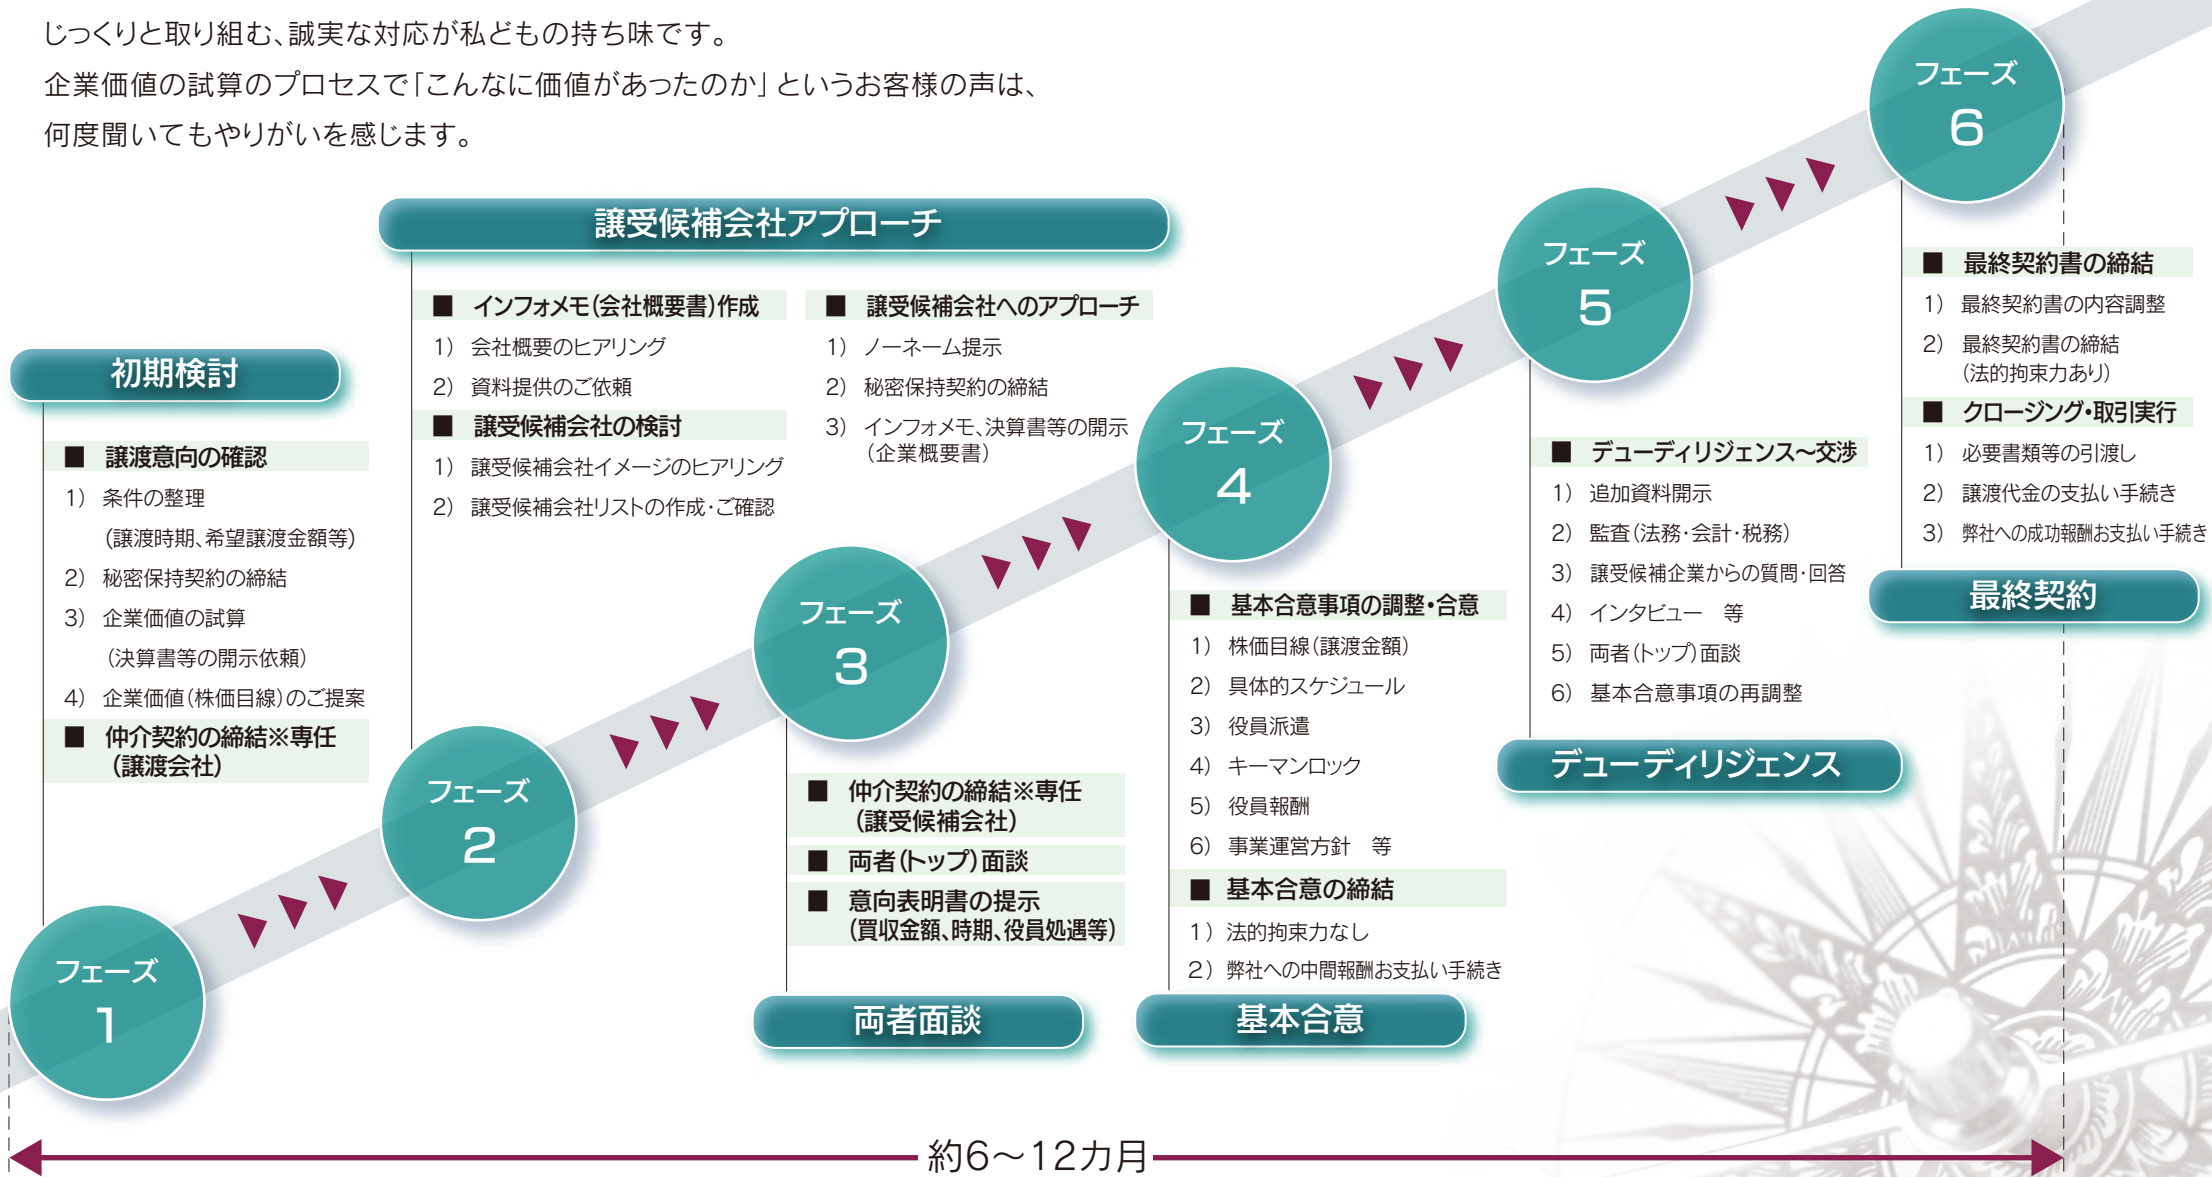 じっくりと取り組む、誠実な対応が私どもの持ち味です。
企業価値の試算のプロセスで「こんなに価値があったのか」というお客様の声は、
何度聞いてもやりがいを感じます。
フェーズ
1
初期検討
■ 譲渡意向の確認
1) 条件の整理
(譲渡時期、希望譲渡金額等)
2) 秘密保持契約の締結
3) 企業価値の試算
(決算書等の開示依頼)
4) 企業価値(株価目線)のご提案
■ 仲介契約の締結※専任
(譲渡会社)
フェーズ
2
譲受候補会社アプローチ
■ インフォメモ(会社概要書)作成
1) 会社概要のヒアリング
2) 資料提供のご依頼
■ 譲受候補会社の検討
1) 譲受候補会社イメージのヒアリング
2) 譲受候補会社リストの作成・ご確認
■ 譲受候補会社へのアプローチ
1) ノーネーム提示
2) 秘密保持契約の締結
3) インフォメモ、決算書等の開示
(企業概要書)
フェーズ
3
■ 仲介契約の締結※専任
(譲受候補会社)
■ 両者(トップ)面談
■ 意向表明書の提示
(買収金額、時期、役員処遇等)
両者面談
フェーズ
4
■ 基本合意事項の調整・合意
1) 株価目線(譲渡金額)
2) 具体的スケジュール
3) 役員派遣
4) キーマンロック
5) 役員報酬
6) 事業運営方針 等
■ 基本合意の締結
1) 法的拘束力なし
2) 弊社への中間報酬お支払い手続き
基本合意
フェーズ
5
■ デューディリジェンス~交渉
1) 追加資料開示
2) 監査(法務・会計・税務)
3) 譲受候補企業からの質問・回答
4) インタビュー 等
5) 両者(トップ)面談
6) 基本合意事項の再調整
デューディリジェンス
フェーズ
6
■ 最終契約書の締結
1) 最終契約書の内容調整
2) 最終契約書の締結
(法的拘束力あり)
■ クロージング・取引実行
1) 必要書類等の引渡し
2) 譲渡代金の支払い手続き
3) 弊社への成功報酬お支払い手続き
最終契約
約6~12カ月